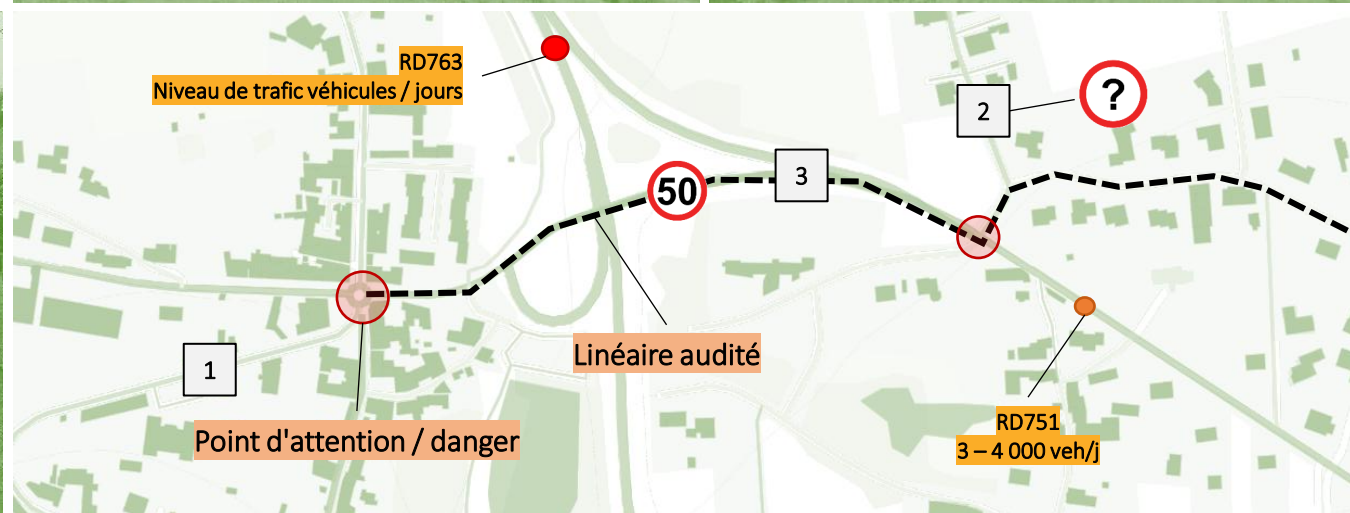 RD763
Niveau de trafic véhicules / jours
?
2
3
50
1
Linéaire audité
Point d'attention / danger
RD751
3 – 4 000 veh/j